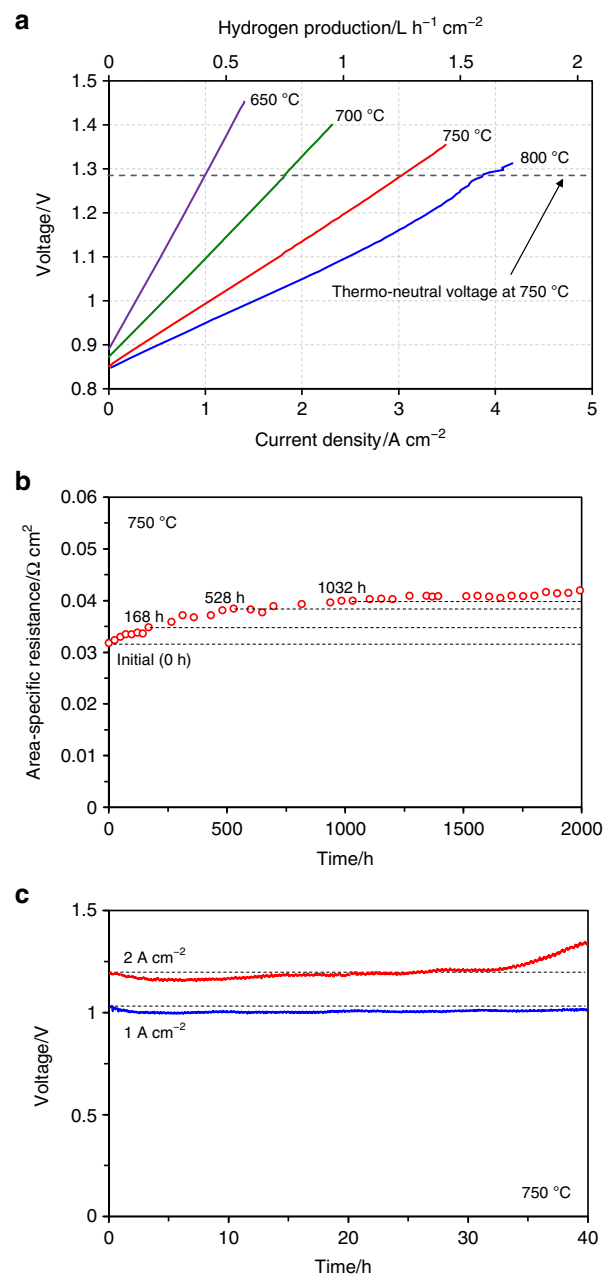 a
Hydrogen production/L h⁻¹ cm⁻²
0 0.5 1 1.5 2
1.5
1.4
1.3
1.2
1.1
1
0.9
0.8
Voltage/V
650 °C
700 °C
750 °C
800 °C
Thermo-neutral voltage at 750 °C
0 1 2 3 4 5
Current density/A cm⁻²
b
0.06
0.05
0.04
0.03
0.02
0.01
0
Area-specific resistance/Ω cm²
750 °C
168 h
528 h
1032 h
Initial (0 h)
0 500 1000 1500 2000
Time/h
c
1.5
1
0.5
0
Voltage/V
2 A cm⁻²
1 A cm⁻²
750 °C
0 10 20 30 40
Time/h